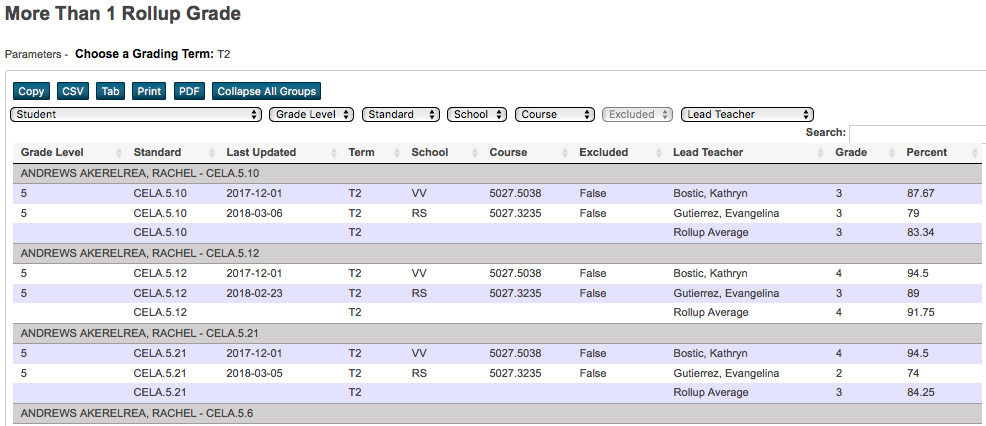 More Than 1 Rollup Grade
Parameters - Choose a Grading Term: T2
Copy CSV Tab Print PDF Collapse All Groups
Student Grade Level Standard School Course Excluded Lead Teacher
Search:
Grade Level Standard Last Updated Term School Course Excluded Lead Teacher Grade Percent
ANDREWS AKERELREA, RACHEL - CELA.5.10
5 CELA.5.10 2017-12-01 T2 VV 5027.5038 False Bostic, Kathryn 3 87.67
5 CELA.5.10 2018-03-06 T2 RS 5027.3235 False Gutierrez, Evangelina 3 79
CELA.5.10 T2 Rollup Average 3 83.34
ANDREWS AKERELREA, RACHEL - CELA.5.12
5 CELA.5.12 2017-12-01 T2 VV 5027.5038 False Bostic, Kathryn 4 94.5
5 CELA.5.12 2018-02-23 T2 RS 5027.3235 False Gutierrez, Evangelina 3 89
CELA.5.12 T2 Rollup Average 4 91.75
ANDREWS AKERELREA, RACHEL - CELA.5.21
5 CELA.5.21 2017-12-01 T2 VV 5027.5038 False Bostic, Kathryn 4 94.5
5 CELA.5.21 2018-03-05 T2 RS 5027.3235 False Gutierrez, Evangelina 2 74
CELA.5.21 T2 Rollup Average 3 84.25
ANDREWS AKERELREA, RACHEL - CELA.5.6